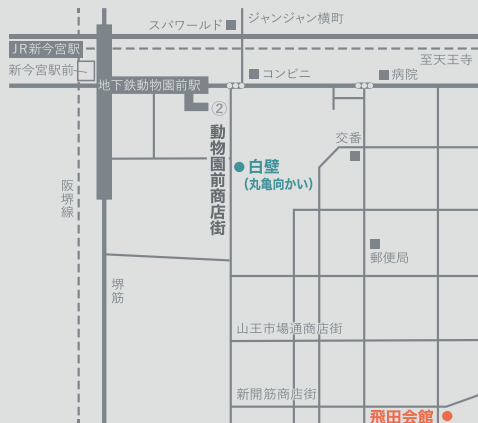 スパワールド
ジャンジャン横町
JR新今宮駅
至天王寺
新今宮駅前
コンビニ
病院
地下鉄動物園前駅
②
動物園前商店街
交番
白壁
(丸亀向かい)
阪堺線
郵便局
堺筋
山王市場通商店街
新開筋商店街
飛田会館